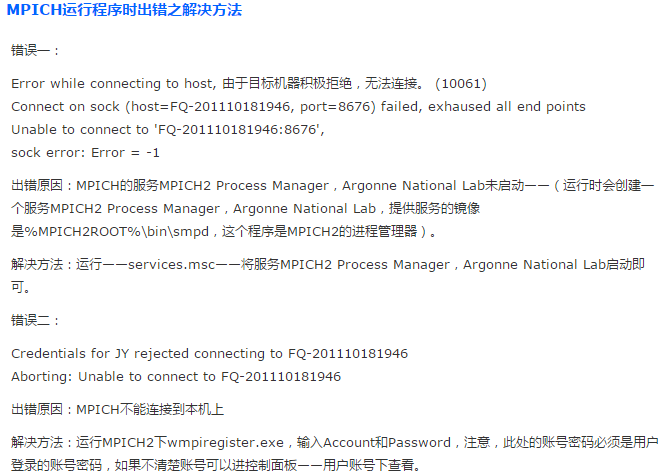 MPICH运行程序时出错之解决方法
错误一：
Error while connecting to host, 由于目标机器积极拒绝，无法连接。 (10061)
Connect on sock (host=FQ-201110181946, port=8676) failed, exhaused all end points
Unable to connect to 'FQ-201110181946:8676',
sock error: Error = -1
出错原因：MPICH的服务MPICH2 Process Manager，Argonne National Lab未启动——（运行时会创建一
个服务MPICH2 Process Manager，Argonne National Lab，提供服务的镜像
是%MPICH2ROOT%\bin\smpd，这个程序是MPICH2的进程管理器）。
解决方法：运行——services.msc——将服务MPICH2 Process Manager，Argonne National Lab启动即
可。
错误二：
Credentials for JY rejected connecting to FQ-201110181946
Aborting: Unable to connect to FQ-201110181946
出错原因：MPICH不能连接到本机上
解决方法：运行MPICH2下wmpiregister.exe，输入Account和Password，注意，此处的账号密码必须是用户
登录的账号密码，如果不清楚账号可以进控制面板——用户账号下查看。